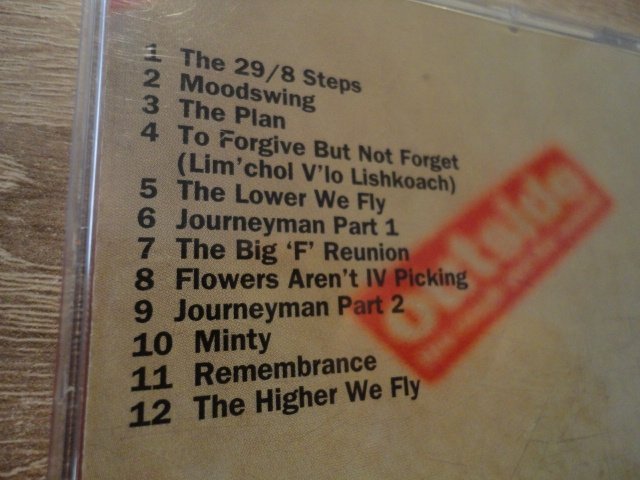 1 The 29/8 Steps
2 Moodswing
3 The Plan
4 To Forgive But Not Forget
(Lim'chol V'lo Lishkoach)
5 The Lower We Fly
6 Journeyman Part 1
7 The Big 'F' Reunion
8 Flowers Aren't IV Picking
9 Journeyman Part 2
10 Minty
11 Remembrance
12 The Higher We Fly
Outside